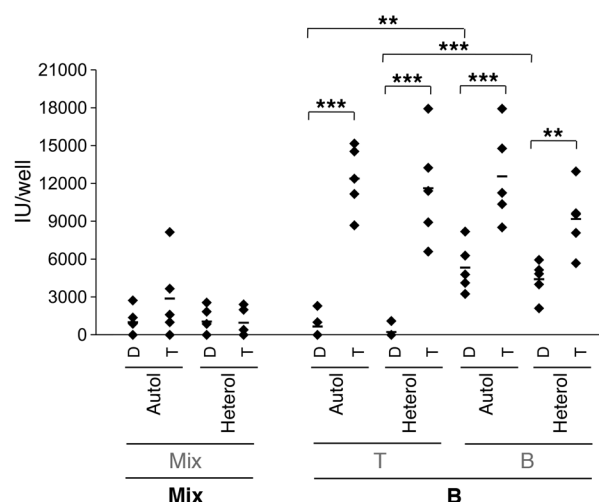 **
***
*** *** ***
**
21000
18000
15000
12000
9000
6000
3000
0
IU/well
D T D T D T D T D T D T
Autol Heterol Autol Heterol Autol Heterol
Mix T B
Mix B